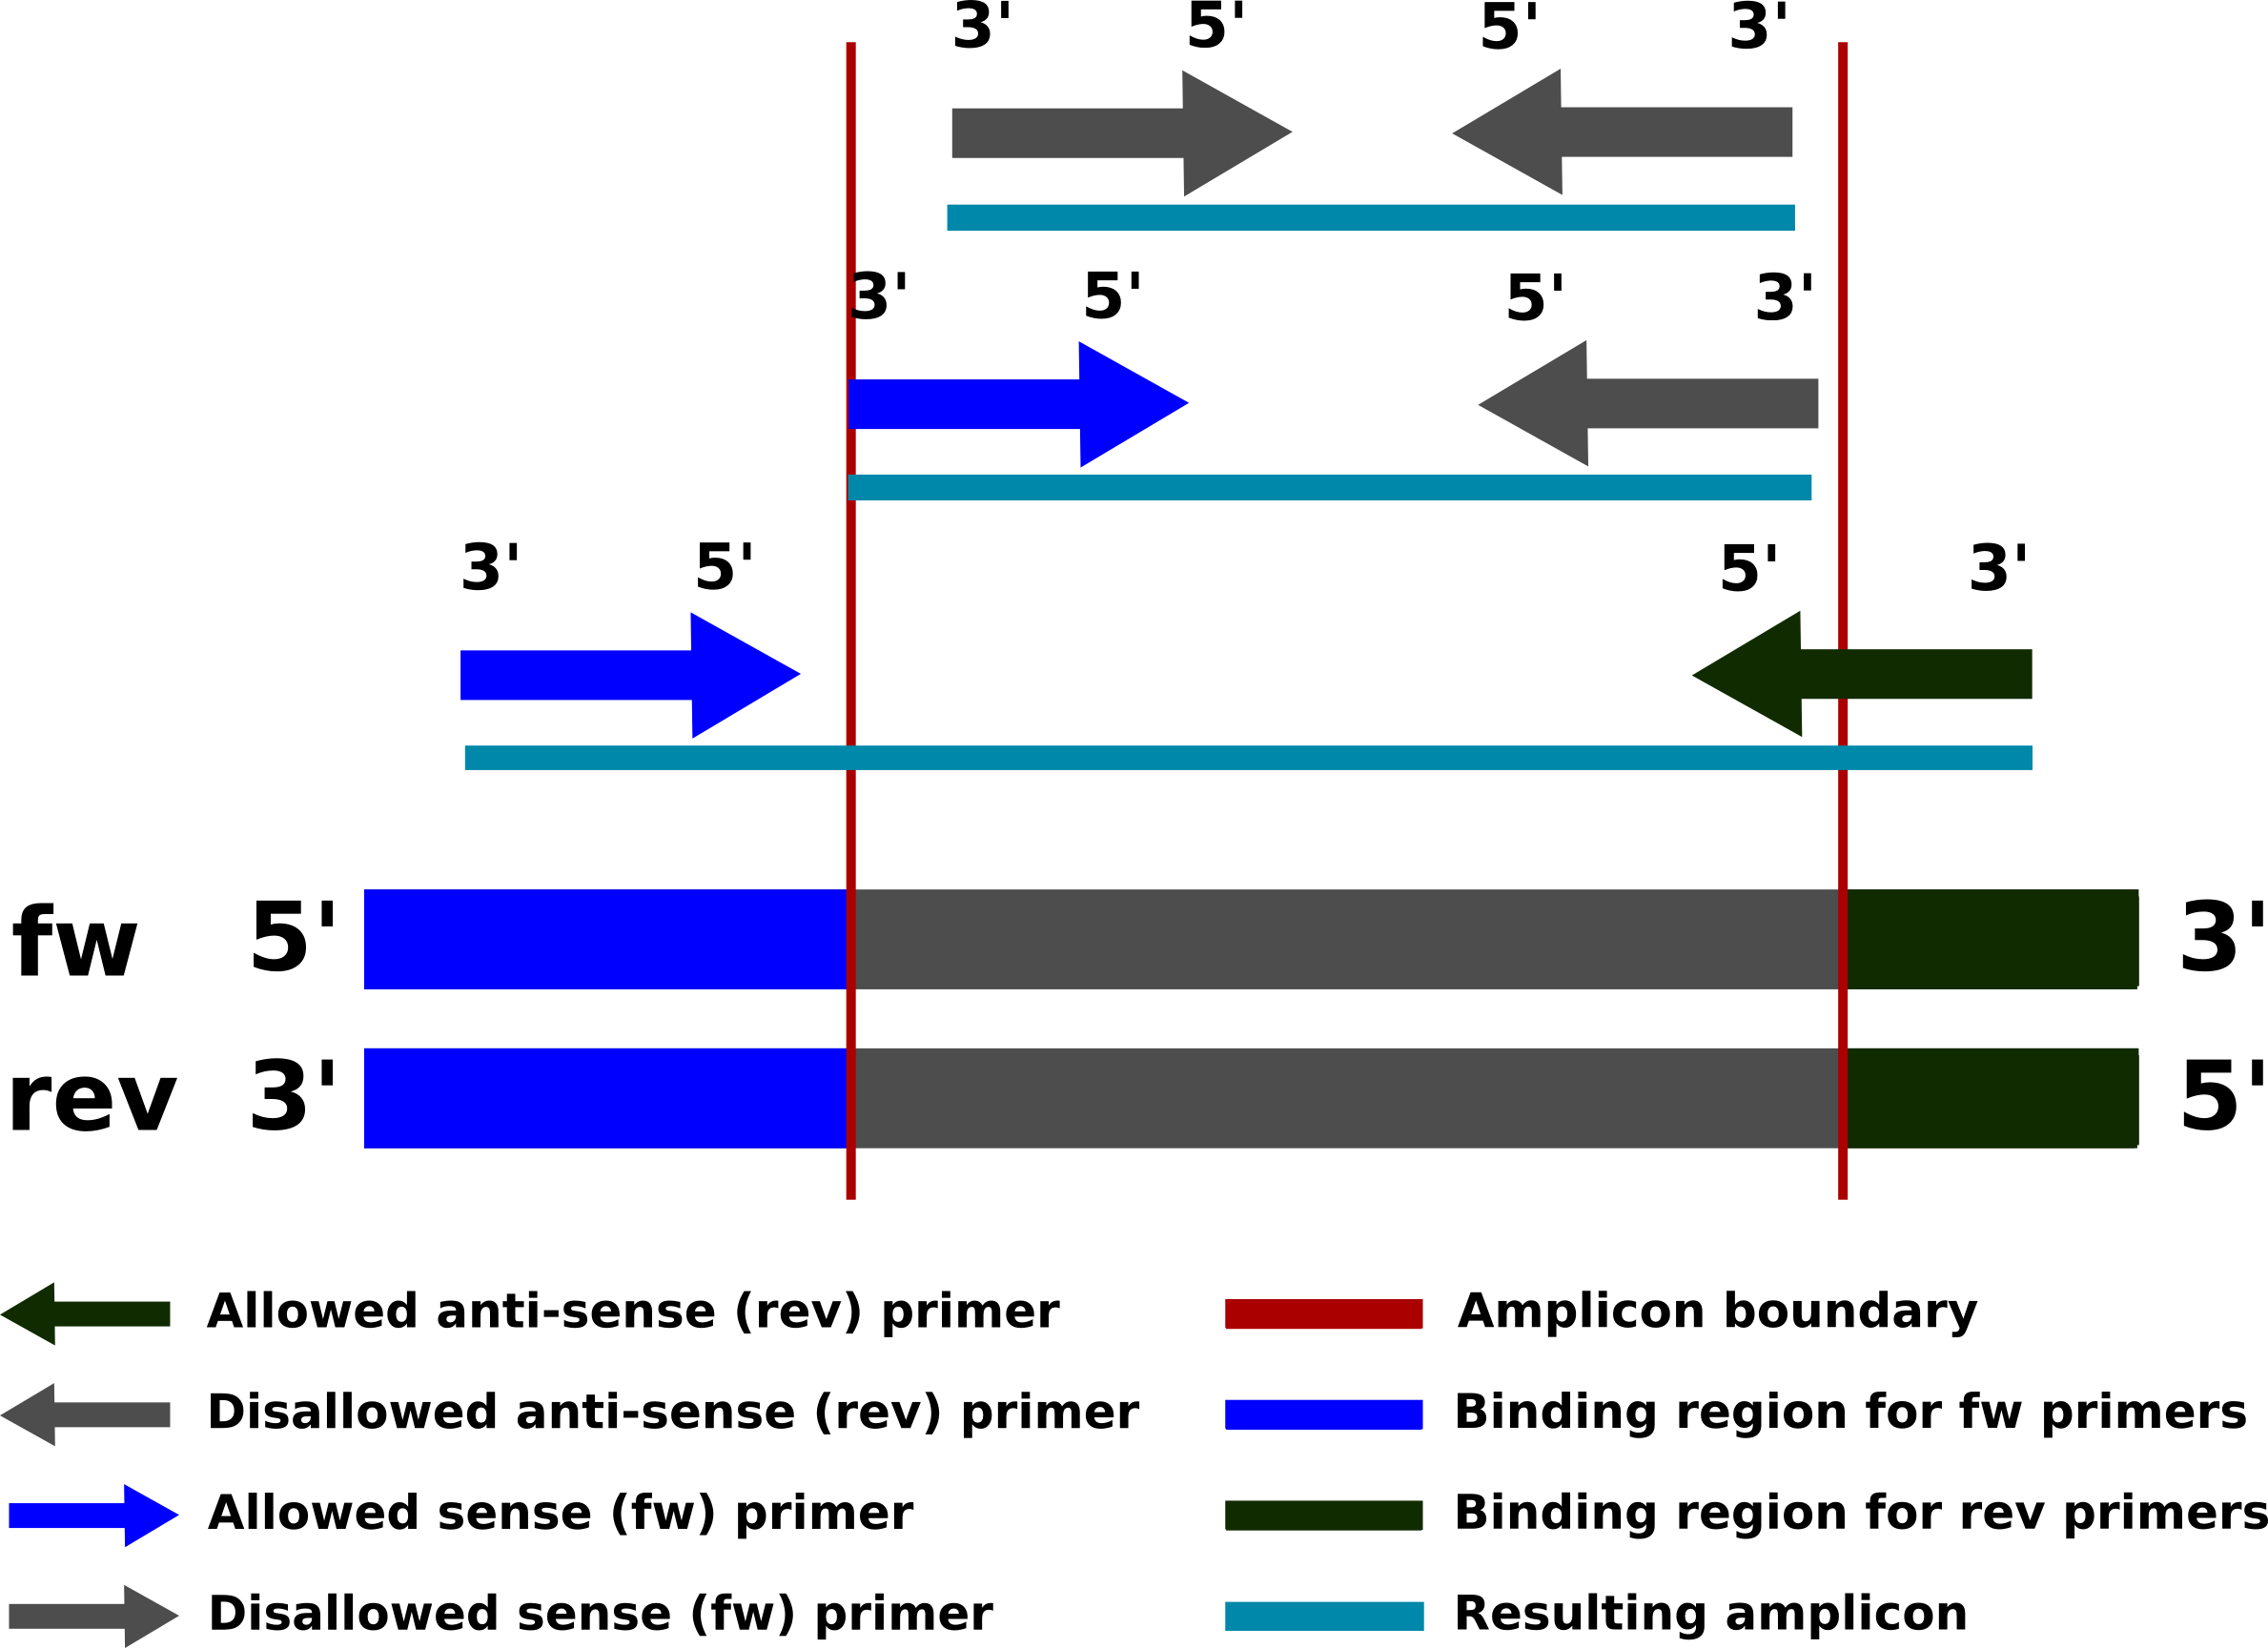 3' 5' 5' 3'
3' 5' 5' 3'
3' 5' 5' 3'
fw 5' 3'
rev 3' 5'
Allowed anti-sense (rev) primer
Disallowed anti-sense (rev) primer
Allowed sense (fw) primer
Disallowed sense (fw) primer
Amplicon boundary
Binding region for fw primers
Binding region for rev primers
Resulting amplicon